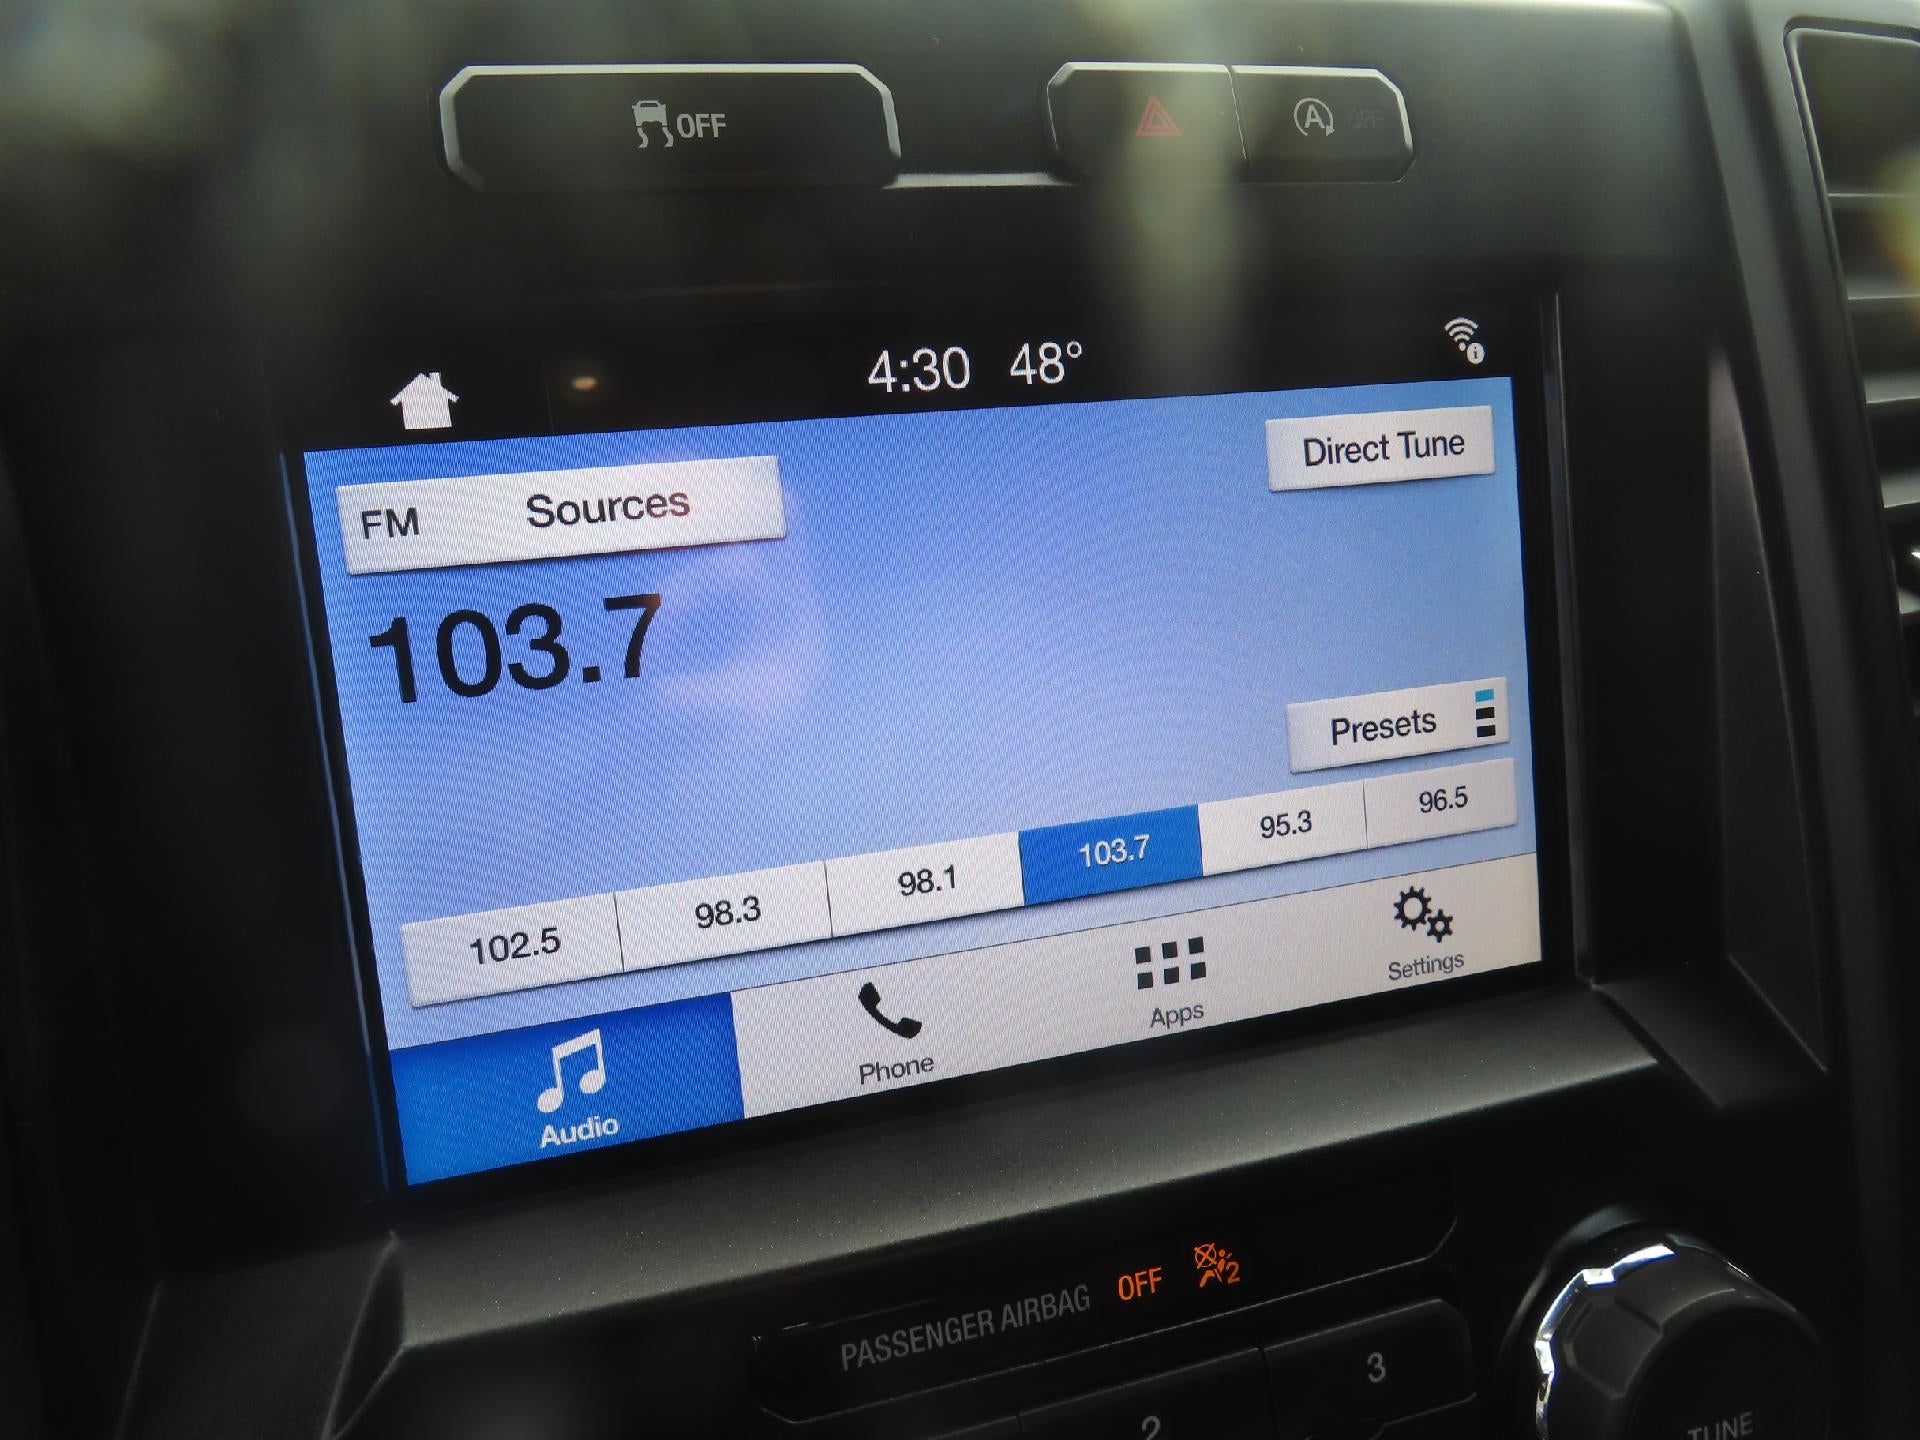 OFF
A OFF
4:30 48°
Direct Tune
FM Sources
103.7
Presets
102.5 98.3 98.1 103.7 95.3 96.5
Audio Phone Apps Settings
PASSENGER AIRBAG OFF 2
2 3
TUNE